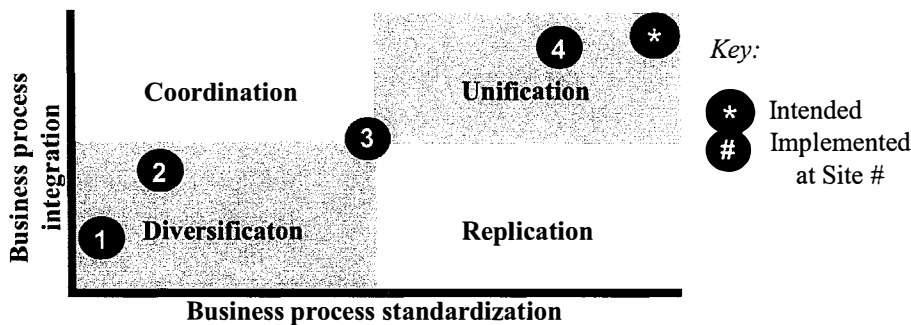 4
*
Key:
Coordination
Unification
* Intended
# Implemented
at Site #
3
2
1
Diversificaton
Replication
Business process
integration
Business process standardization